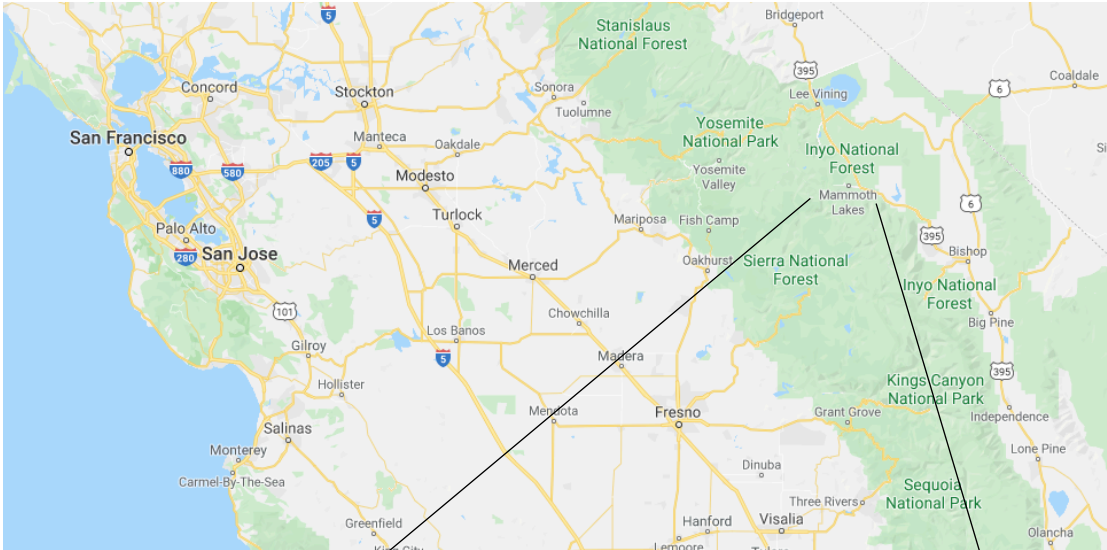 5
Bridgeport
Stanislaus
National Forest
395
Coaldale
6
Concord
Stockton
Sonora
Tuolumne
Lee Vining
San Francisco
Manteca
Oakdale
Yosemite
National Park
Inyo National
Forest
880
580
205
5
Modesto
Yosemite
Valley
Mammoth
Lakes
6
5
Turlock
Mariposa
Fish Camp
Palo Alto
280
San Jose
395
Bishop
Merced
Oakhurst
Sierra National
Forest
Inyo National
Forest
101
Chowchilla
Big Pine
Los Banos
Gilroy
5
Madera
395
Hollister
Kings Canyon
National Park
Mendota
Fresno
Grant Grove
Independence
Salinas
Monterey
Lone Pine
Carmel-By-The-Sea
Dinuba
Sequoia
National Park
Three Rivers
Greenfield
King City
Hanford
Visalia
Olancha
Lemoore